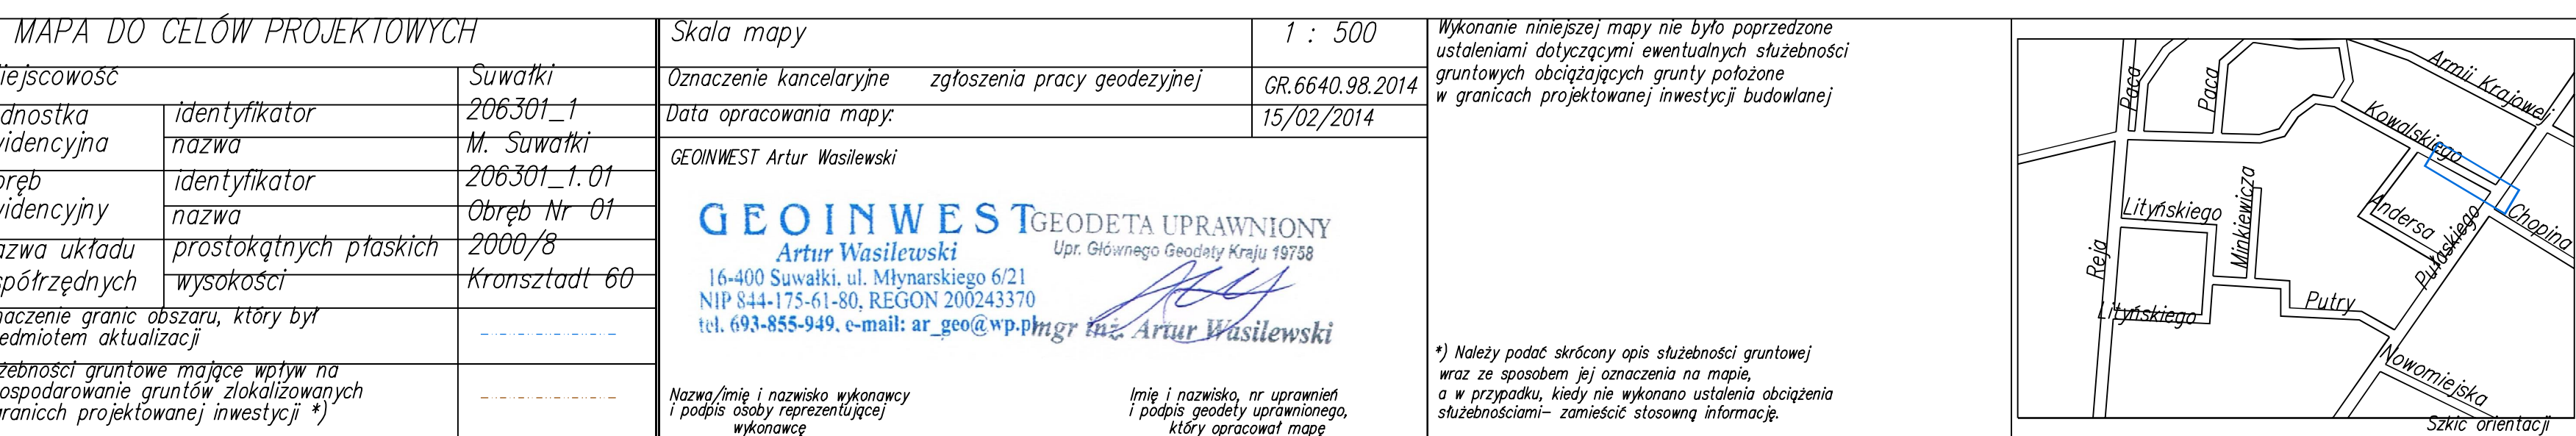 MAPA DO CELÓW PROJEKTOWYCH
iejscowość Suwałki
dnostka identyfikator 206301_1
widencyjna nazwa M. Suwałki
bręb identyfikator 206301_1.01
widencyjny nazwa Obręb Nr 01
azwa układu prostokątnych płaskich 2000/8
spółrzędnych wysokości Kronsztadt 60
naczenie granic obszaru, który był
edmiotem aktualizacji
żebności gruntowe mające wpływ na
ospodarowanie gruntów zlokalizowanych
granicch projektowanej inwestycji *)
Skala mapy 1 : 500
Oznaczenie kancelaryjne zgłoszenia pracy geodezyjnej GR.6640.98.2014
Data opracowania mapy: 15/02/2014
GEOINWEST Artur Wasilewski
GEOINWEST
Artur Wasilewski
16-400 Suwałki, ul. Młynarskiego 6/21
NIP 844-175-61-80, REGON 200243370
tel. 693-855-949, e-mail: ar_geo@wp.pl
GEODETA UPRAWNIONY
Upr. Głównego Geodety Kraju 19758
mgr inż. Artur Wasilewski
Nazwa/imię i nazwisko wykonawcy
i podpis osoby reprezentującej
wykonawcę
Imię i nazwisko, nr uprawnień
i podpis geodety uprawnionego,
który opracował mapę
Wykonanie niniejszej mapy nie było poprzedzone
ustaleniami dotyczącymi ewentualnych służebności
gruntowych obciążających grunty położone
w granicach projektowanej inwestycji budowlanej
*) Należy podać skrócony opis służebności gruntowej
wraz ze sposobem jej oznaczenia na mapie,
a w przypadku, kiedy nie wykonano ustalenia obciążenia
służebnościami– zamieścić stosowną informację.
Paca
Paca
Armii Krajowej
Kowalskiego
Lityńskiego
Minkiewicza
Andersa
Pułaskiego
Chopina
Reja
Lityńskiego
Putry
Nowomiejska
Szkic orientacji